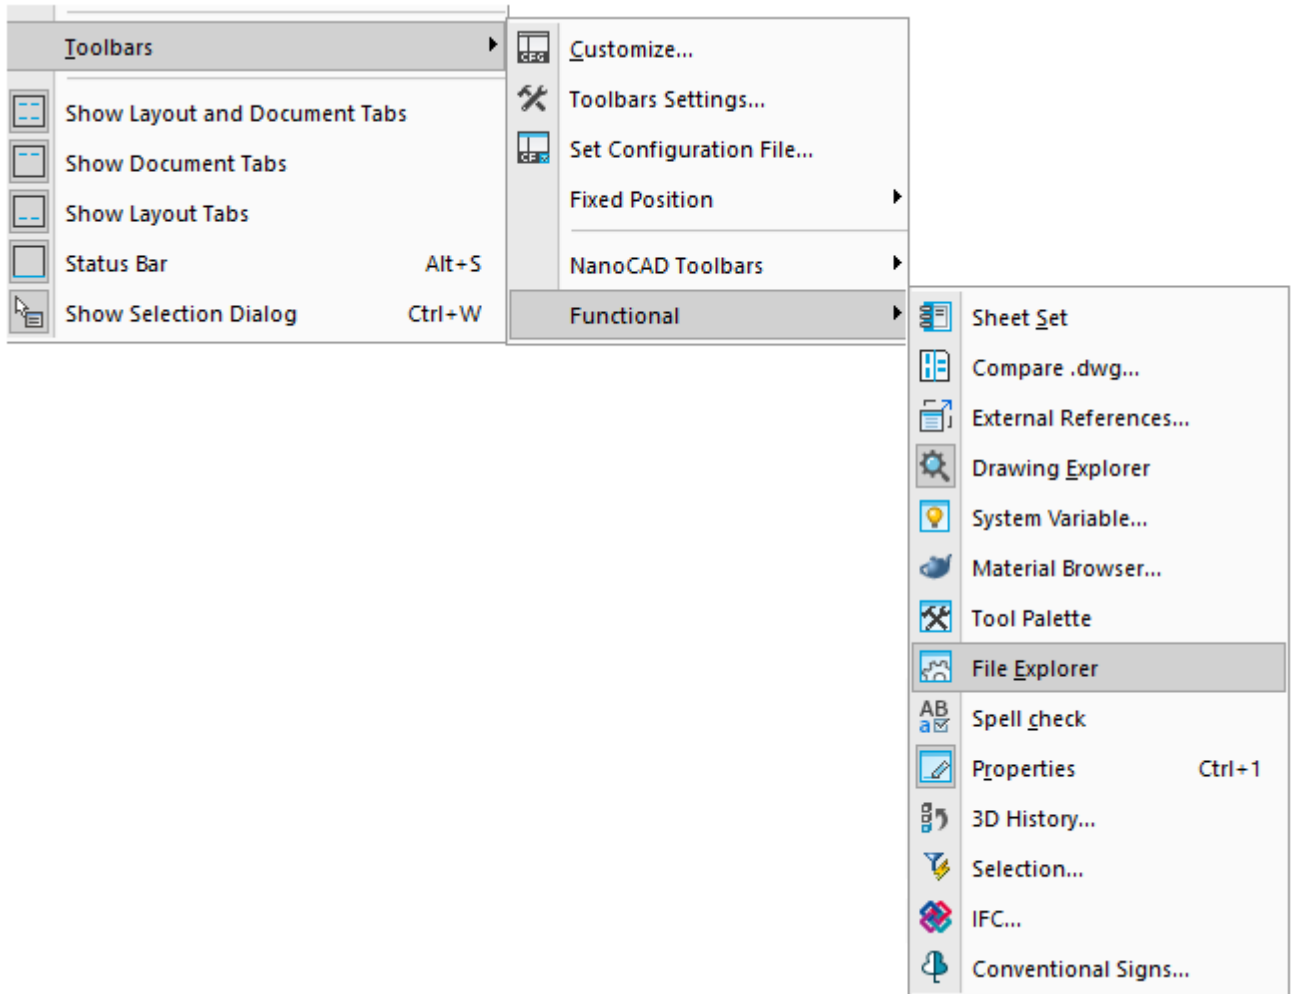 Toolbars
Show Layout and Document Tabs
Show Document Tabs
Show Layout Tabs
Status Bar Alt+S
Show Selection Dialog Ctrl+W
CFG Customize...
Toolbars Settings...
CF Set Configuration File...
Fixed Position
NanoCAD Toolbars
Functional
Sheet Set
Compare .dwg...
External References...
Drawing Explorer
System Variable...
Material Browser...
Tool Palette
File Explorer
AB
a Spell check
Properties Ctrl+1
3D History...
Selection...
IFC...
Conventional Signs...